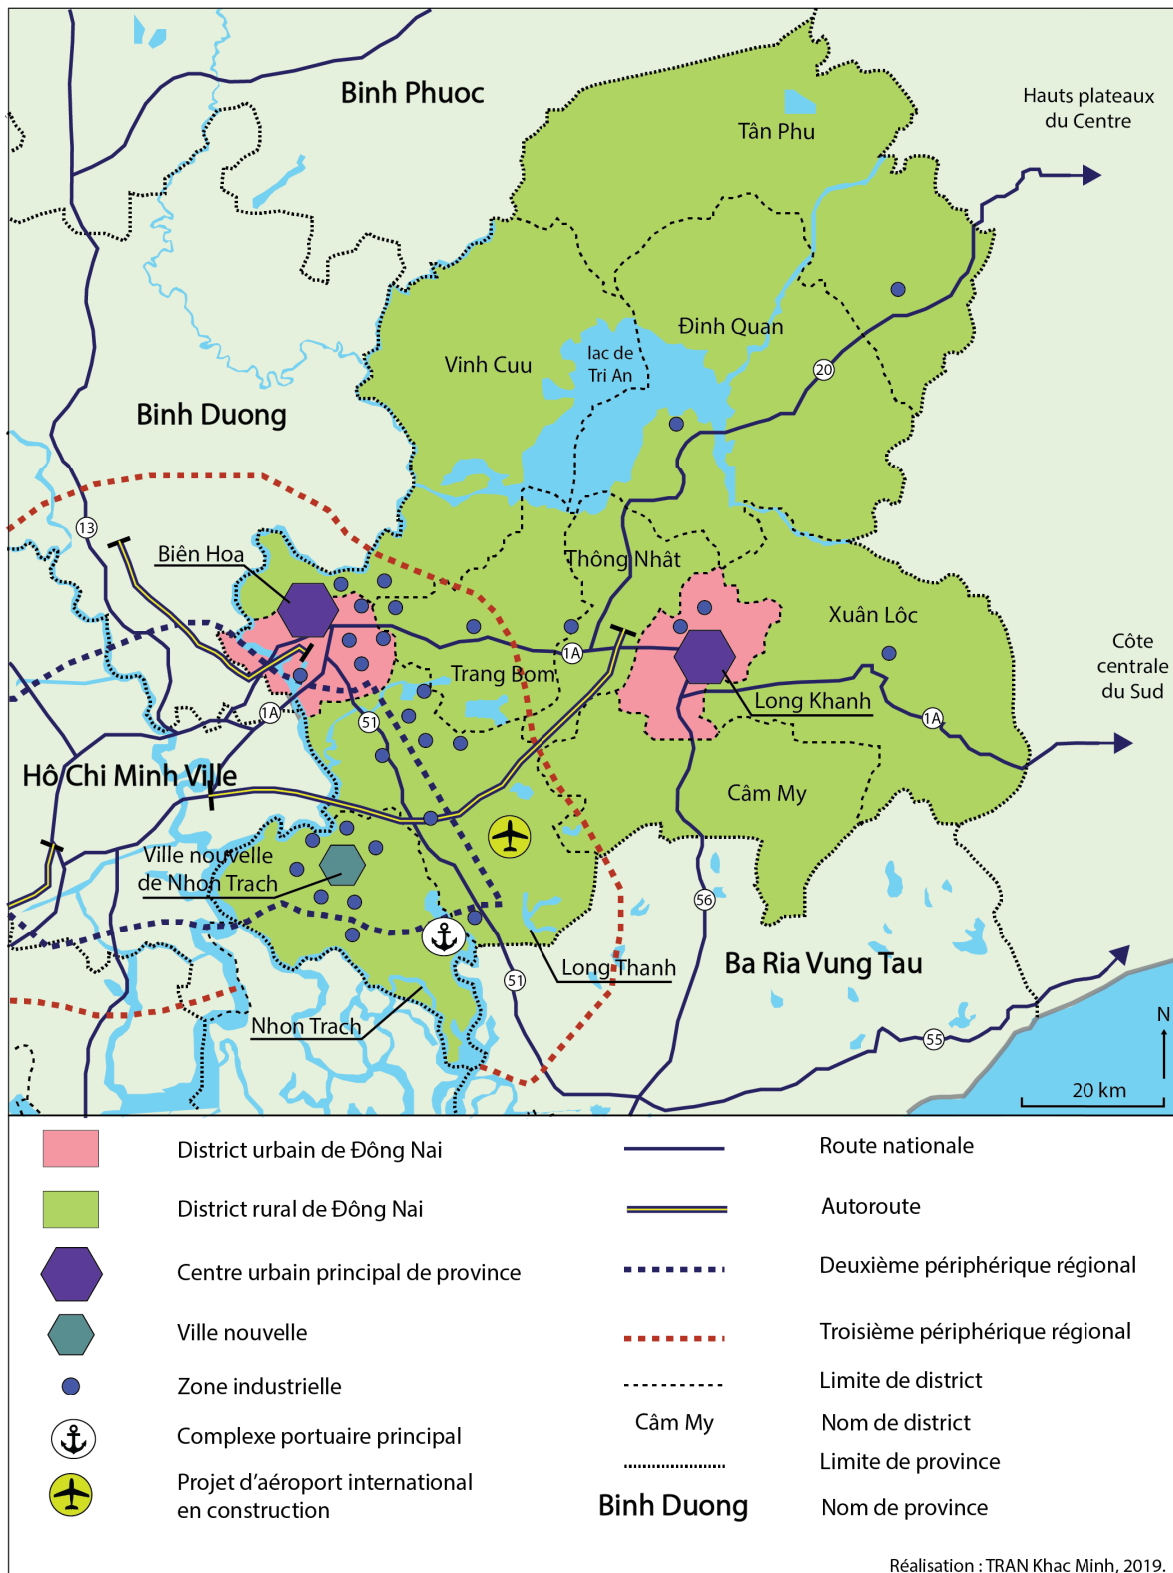 Binh Phuoc
Hauts plateaux
du Centre
Tân Phu
Đinh Quan
lac de
Tri An
Vinh Cuu
20
Binh Duong
13
Biên Hoa
Thông Nhât
Xuân Lôc
Côte
centrale
du Sud
1A
Trang Bom
Long Khanh
1A
51
1A
Hô Chi Minh Ville
Câm My
Ville nouvelle
de Nhon Trach
56
Long Thanh
Ba Ria Vung Tau
51
Nhon Trach
55
N
20 km
District urbain de Đông Nai
District rural de Đông Nai
Centre urbain principal de province
Ville nouvelle
Zone industrielle
Complexe portuaire principal
Projet d'aéroport international
en construction
Route nationale
Autoroute
Deuxième périphérique régional
Troisième périphérique régional
Limite de district
Câm My
Nom de district
Limite de province
Binh Duong
Nom de province
Réalisation : TRAN Khac Minh, 2019.